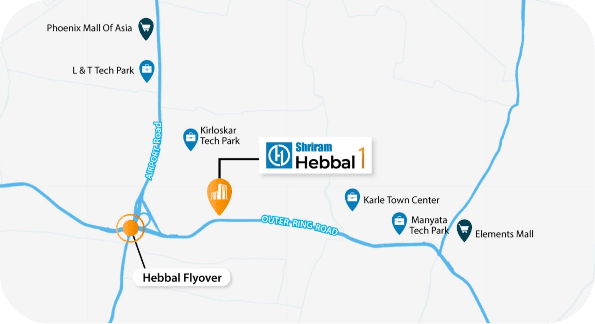 Phoenix Mall Of Asia
L & T Tech Park
AIRPORT Road
Kirloskar
Tech Park
Shriram
Hebbal 1
Karle Town Center
OUTER-RING-ROAD
Manyata
Tech Park
Elements Mall
Hebbal Flyover